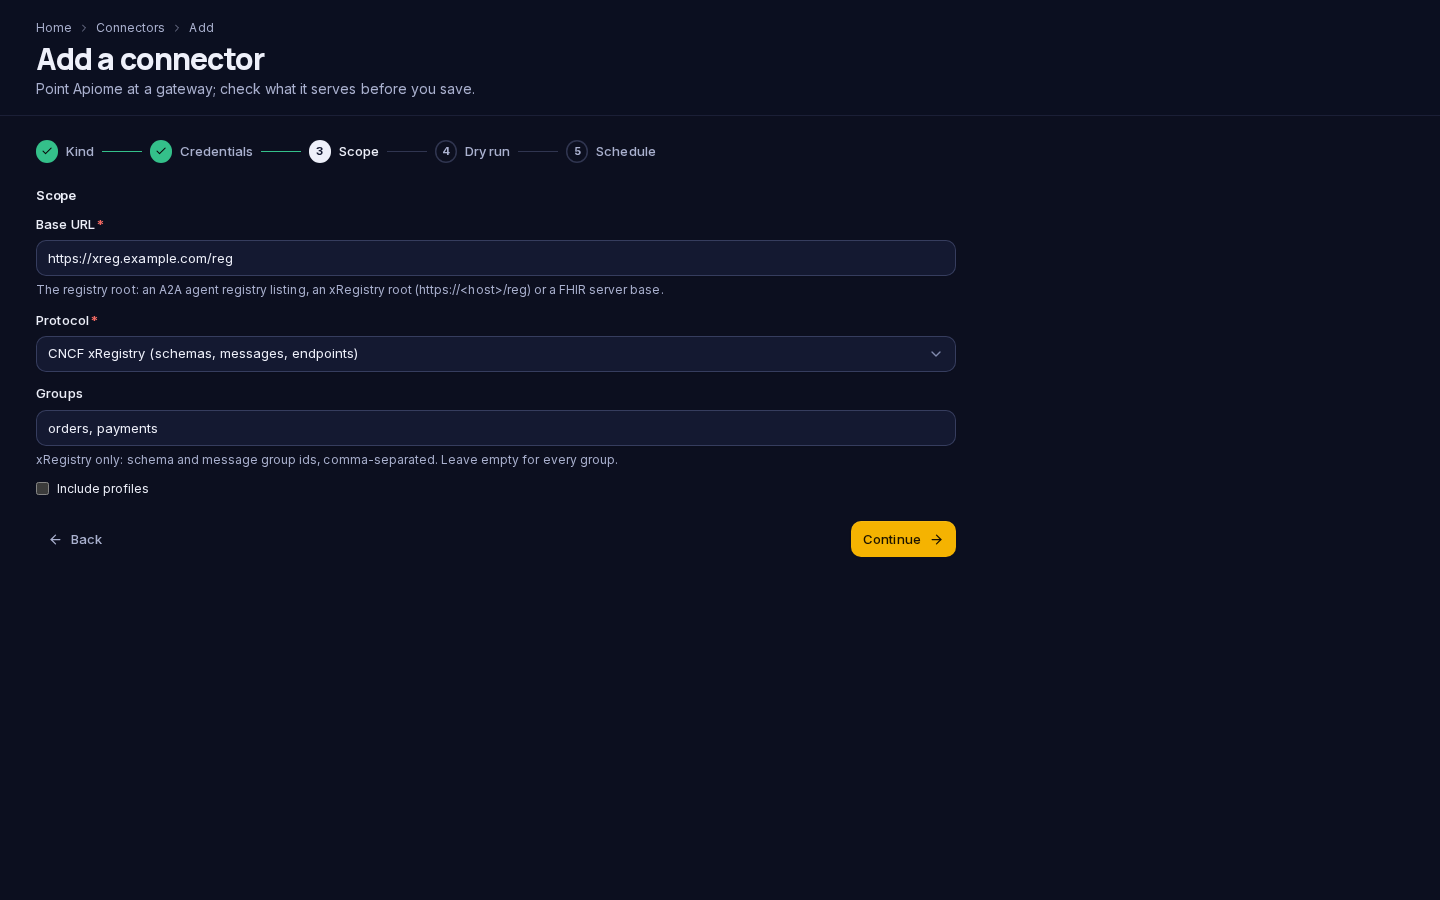 Home > Connectors > Add
Add a connector
Point Apiome at a gateway; check what it serves before you save.
Kind Credentials 3 Scope 4 Dry run 5 Schedule
Scope
Base URL *
https://xreg.example.com/reg
The registry root: an A2A agent registry listing, an xRegistry root (https://<host>/reg) or a FHIR server base.
Protocol *
CNCF xRegistry (schemas, messages, endpoints)
Groups
orders, payments
xRegistry only: schema and message group ids, comma-separated. Leave empty for every group.
Include profiles
Back Continue